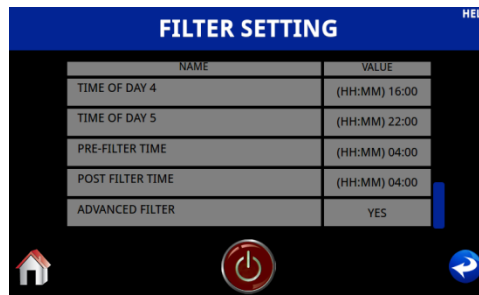 HEL
FILTER SETTING
NAME VALUE
TIME OF DAY 4 (HH:MM) 16:00
TIME OF DAY 5 (HH:MM) 22:00
PRE-FILTER TIME (HH:MM) 04:00
POST FILTER TIME (HH:MM) 04:00
ADVANCED FILTER YES